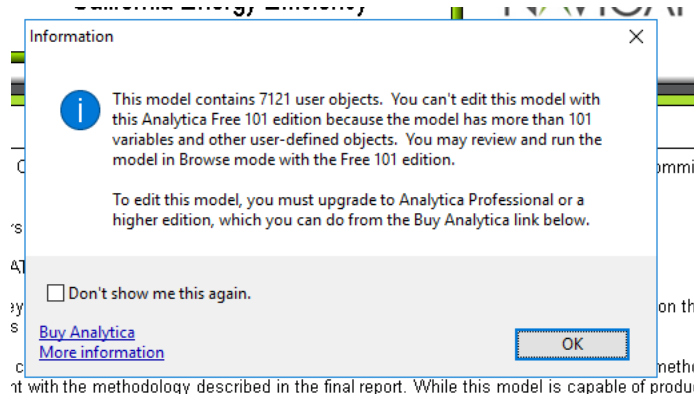 California Energy Efficiency
Information
This model contains 7121 user objects. You can't edit this model with
this Analytica Free 101 edition because the model has more than 101
variables and other user-defined objects. You may review and run the
model in Browse mode with the Free 101 edition.
To edit this model, you must upgrade to Analytica Professional or a
higher edition, which you can do from the Buy Analytica link below.
Don't show me this again.
on th
Buy Analytica
OK
More information
nt with the methodology described in the final report. While this model is capable of produ